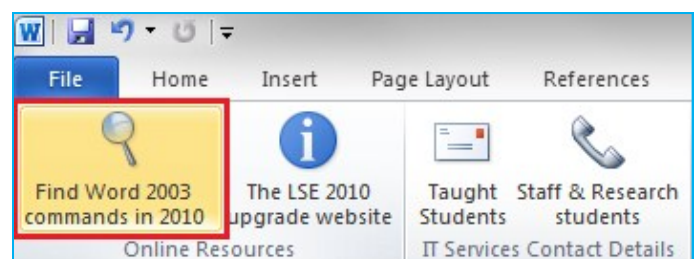 W
File Home Insert Page Layout References
Find Word 2003 commands in 2010
The LSE 2010 upgrade website
Taught Students
Staff & Research students
Online Resources
IT Services Contact Details